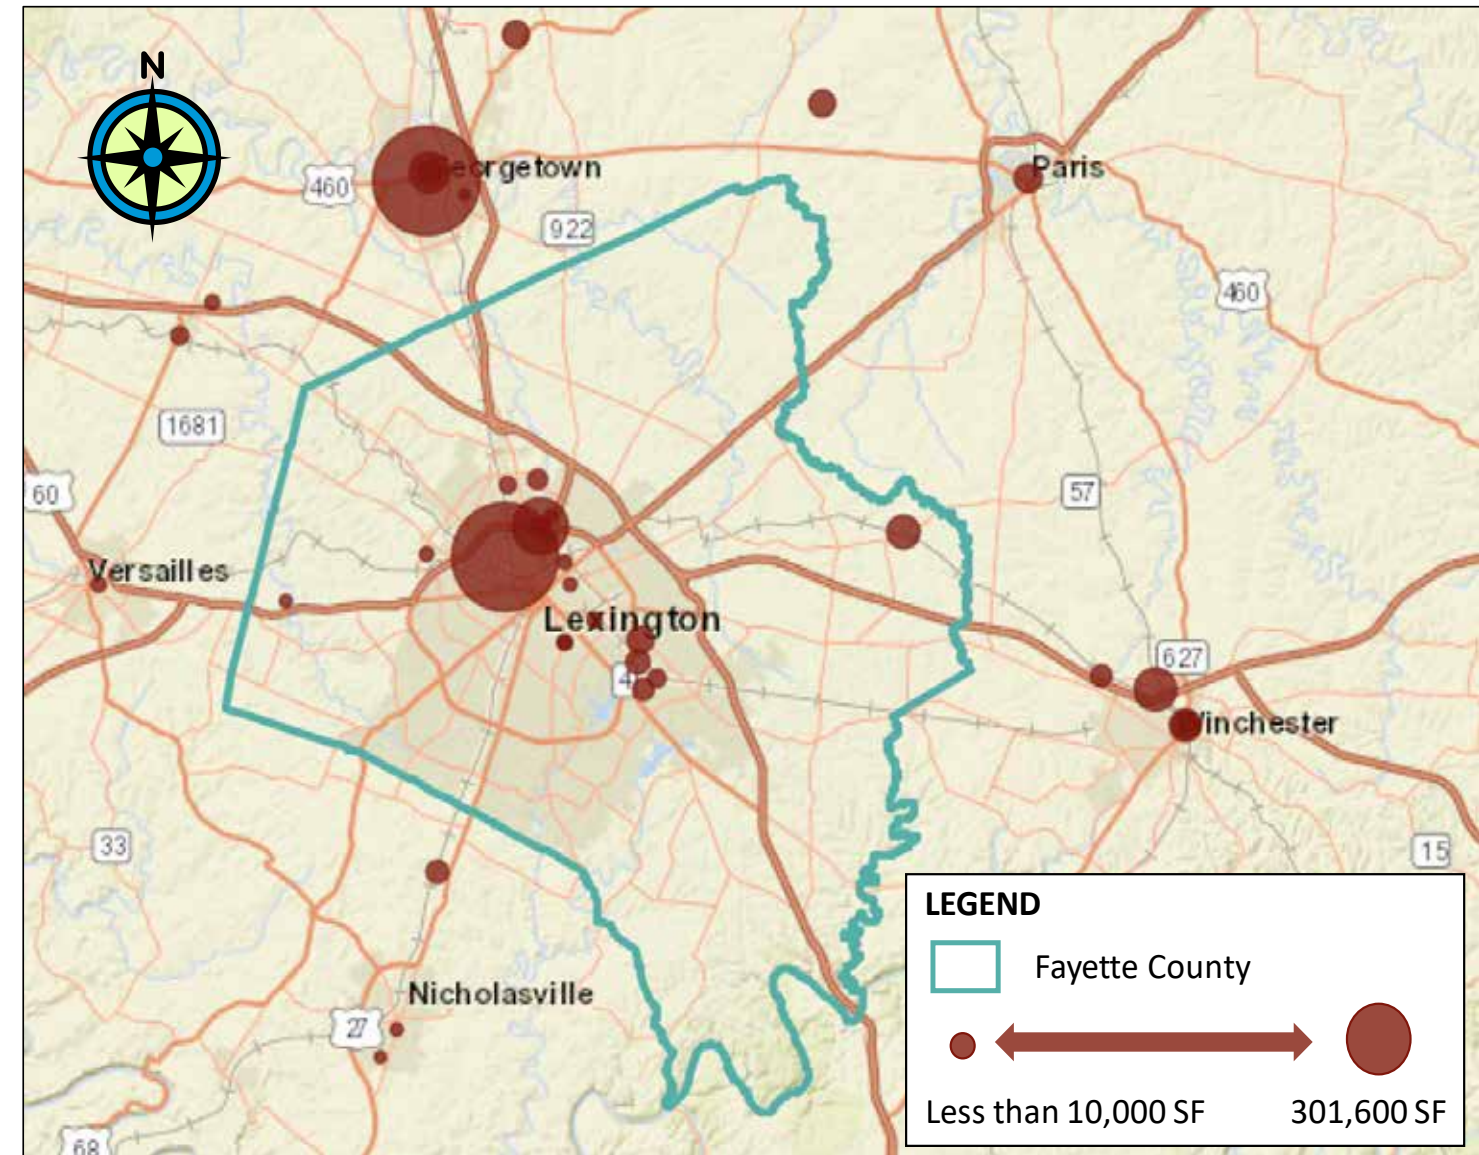 N
Georgetown
Paris
460
922
460
1681
60
57
Versailles
Lexington
627
4
Winchester
33
15
LEGEND
Fayette County
Nicholasville
27
Less than 10,000 SF 301,600 SF
68